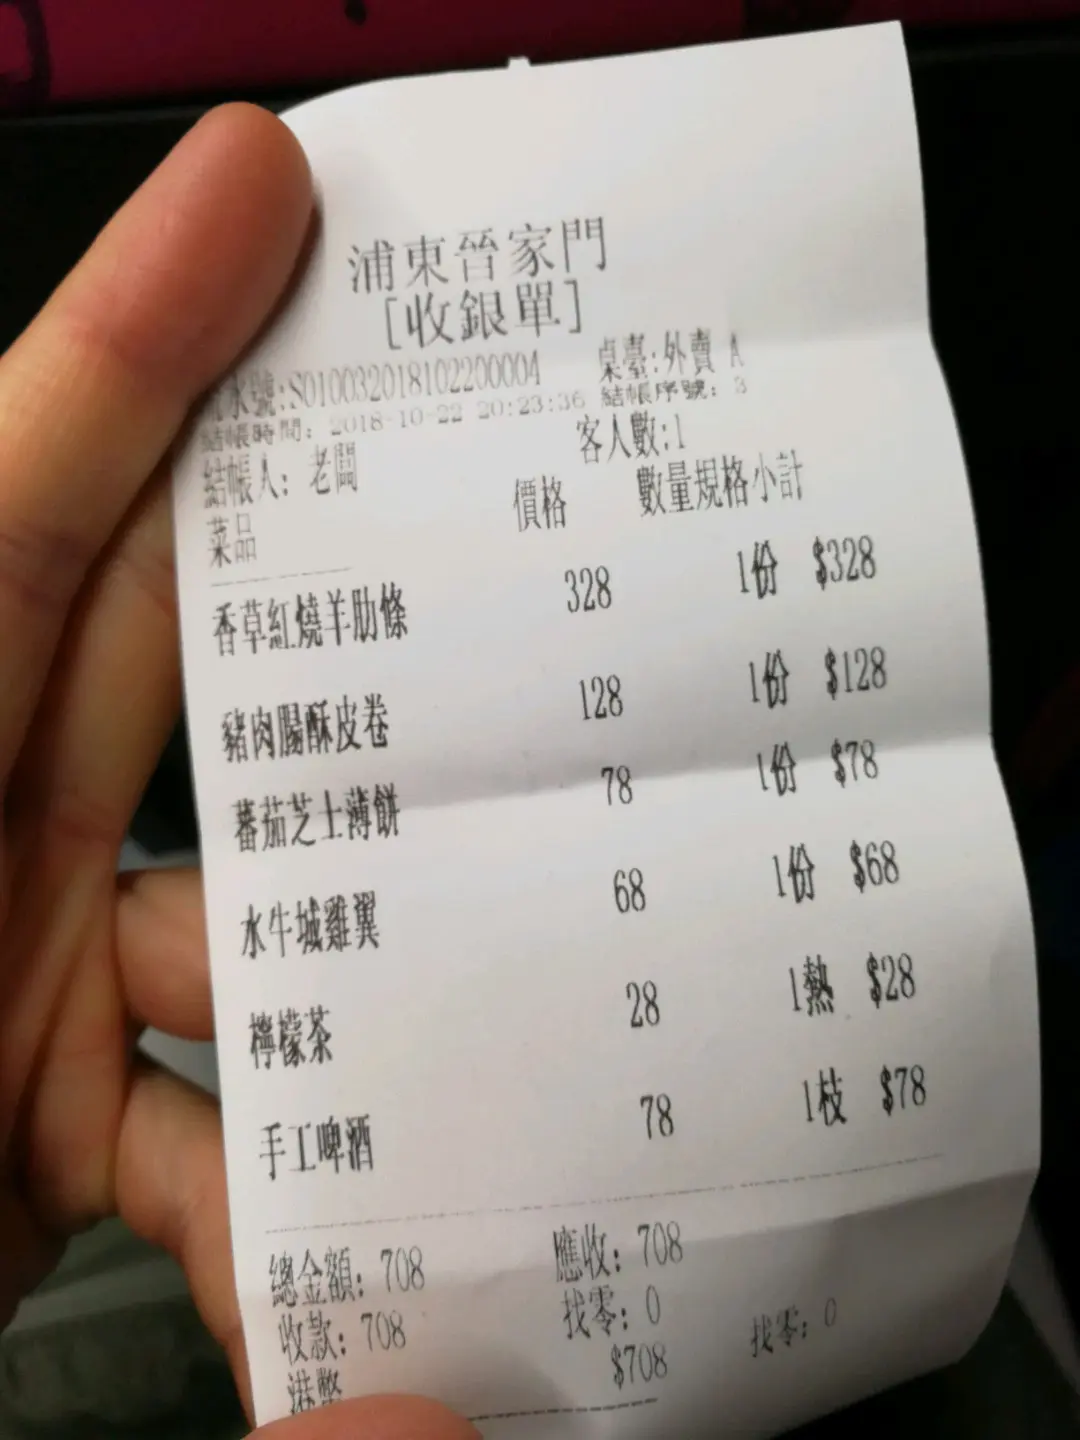 浦東晉家門
[收銀單]
流水號:S010032018102200004 桌臺:外賣 A
結帳時間: 2018-10-22 20:23:36 結帳序號: 3
結帳人: 老闆 客人數:1
菜品 價格 數量規格小計
香草紅燒羊肋條 328 1份 $328
豬肉腸酥皮卷 128 1份 $128
蕃茄芝士薄餅 78 1份 $78
水牛城雞翼 68 1份 $68
檸檬茶 28 1熱 $28
手工啤酒 78 1枝 $78
總金額: 708 應收: 708
收款: 708 找零: 0 找零: 0
港幣 $708